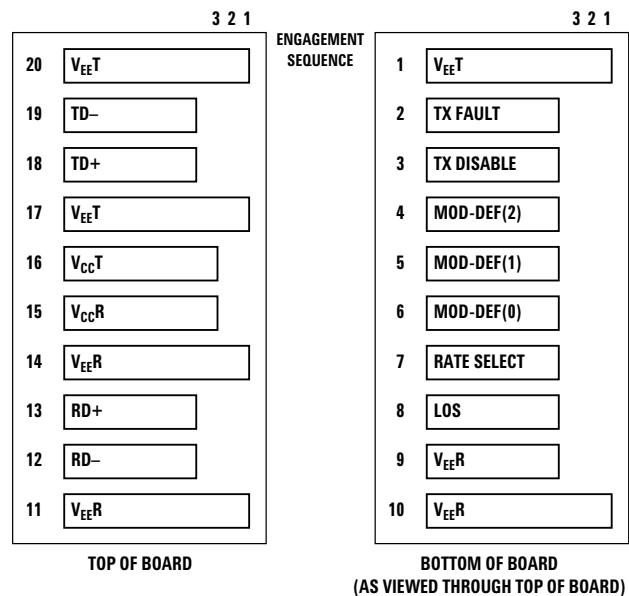 3 2 1
ENGAGEMENT
SEQUENCE
3 2 1
20 VEET
19 TD–
18 TD+
17 VEET
16 VCCT
15 VCCR
14 VEER
13 RD+
12 RD–
11 VEER
TOP OF BOARD
1 VEET
2 TX FAULT
3 TX DISABLE
4 MOD-DEF(2)
5 MOD-DEF(1)
6 MOD-DEF(0)
7 RATE SELECT
8 LOS
9 VEER
10 VEER
BOTTOM OF BOARD
(AS VIEWED THROUGH TOP OF BOARD)